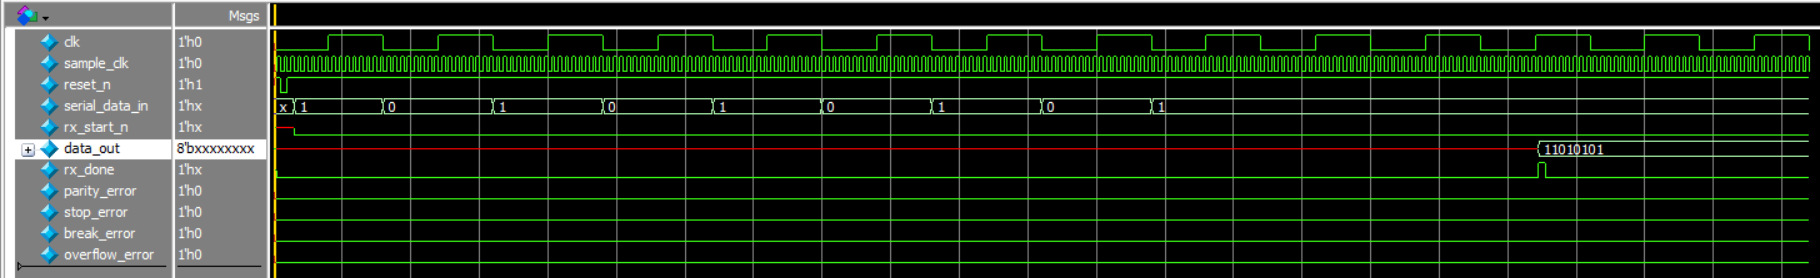 Msgs
clk 1'h0
sample_clk 1'h0
reset_n 1'h1
serial_data_in 1'hx x 1 0 1 0 1 0 1 0 1
rx_start_n 1'hx
data_out 8'bxxxxxxxx 11010101
rx_done 1'hx
parity_error 1'h0
stop_error 1'h0
break_error 1'h0
overflow_error 1'h0